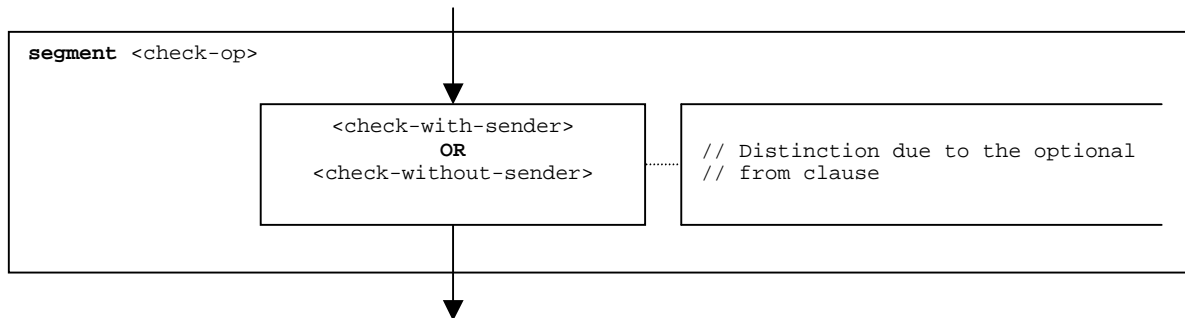 segment <check-op>
<check-with-sender>
OR
<check-without-sender>
// Distinction due to the optional
// from clause